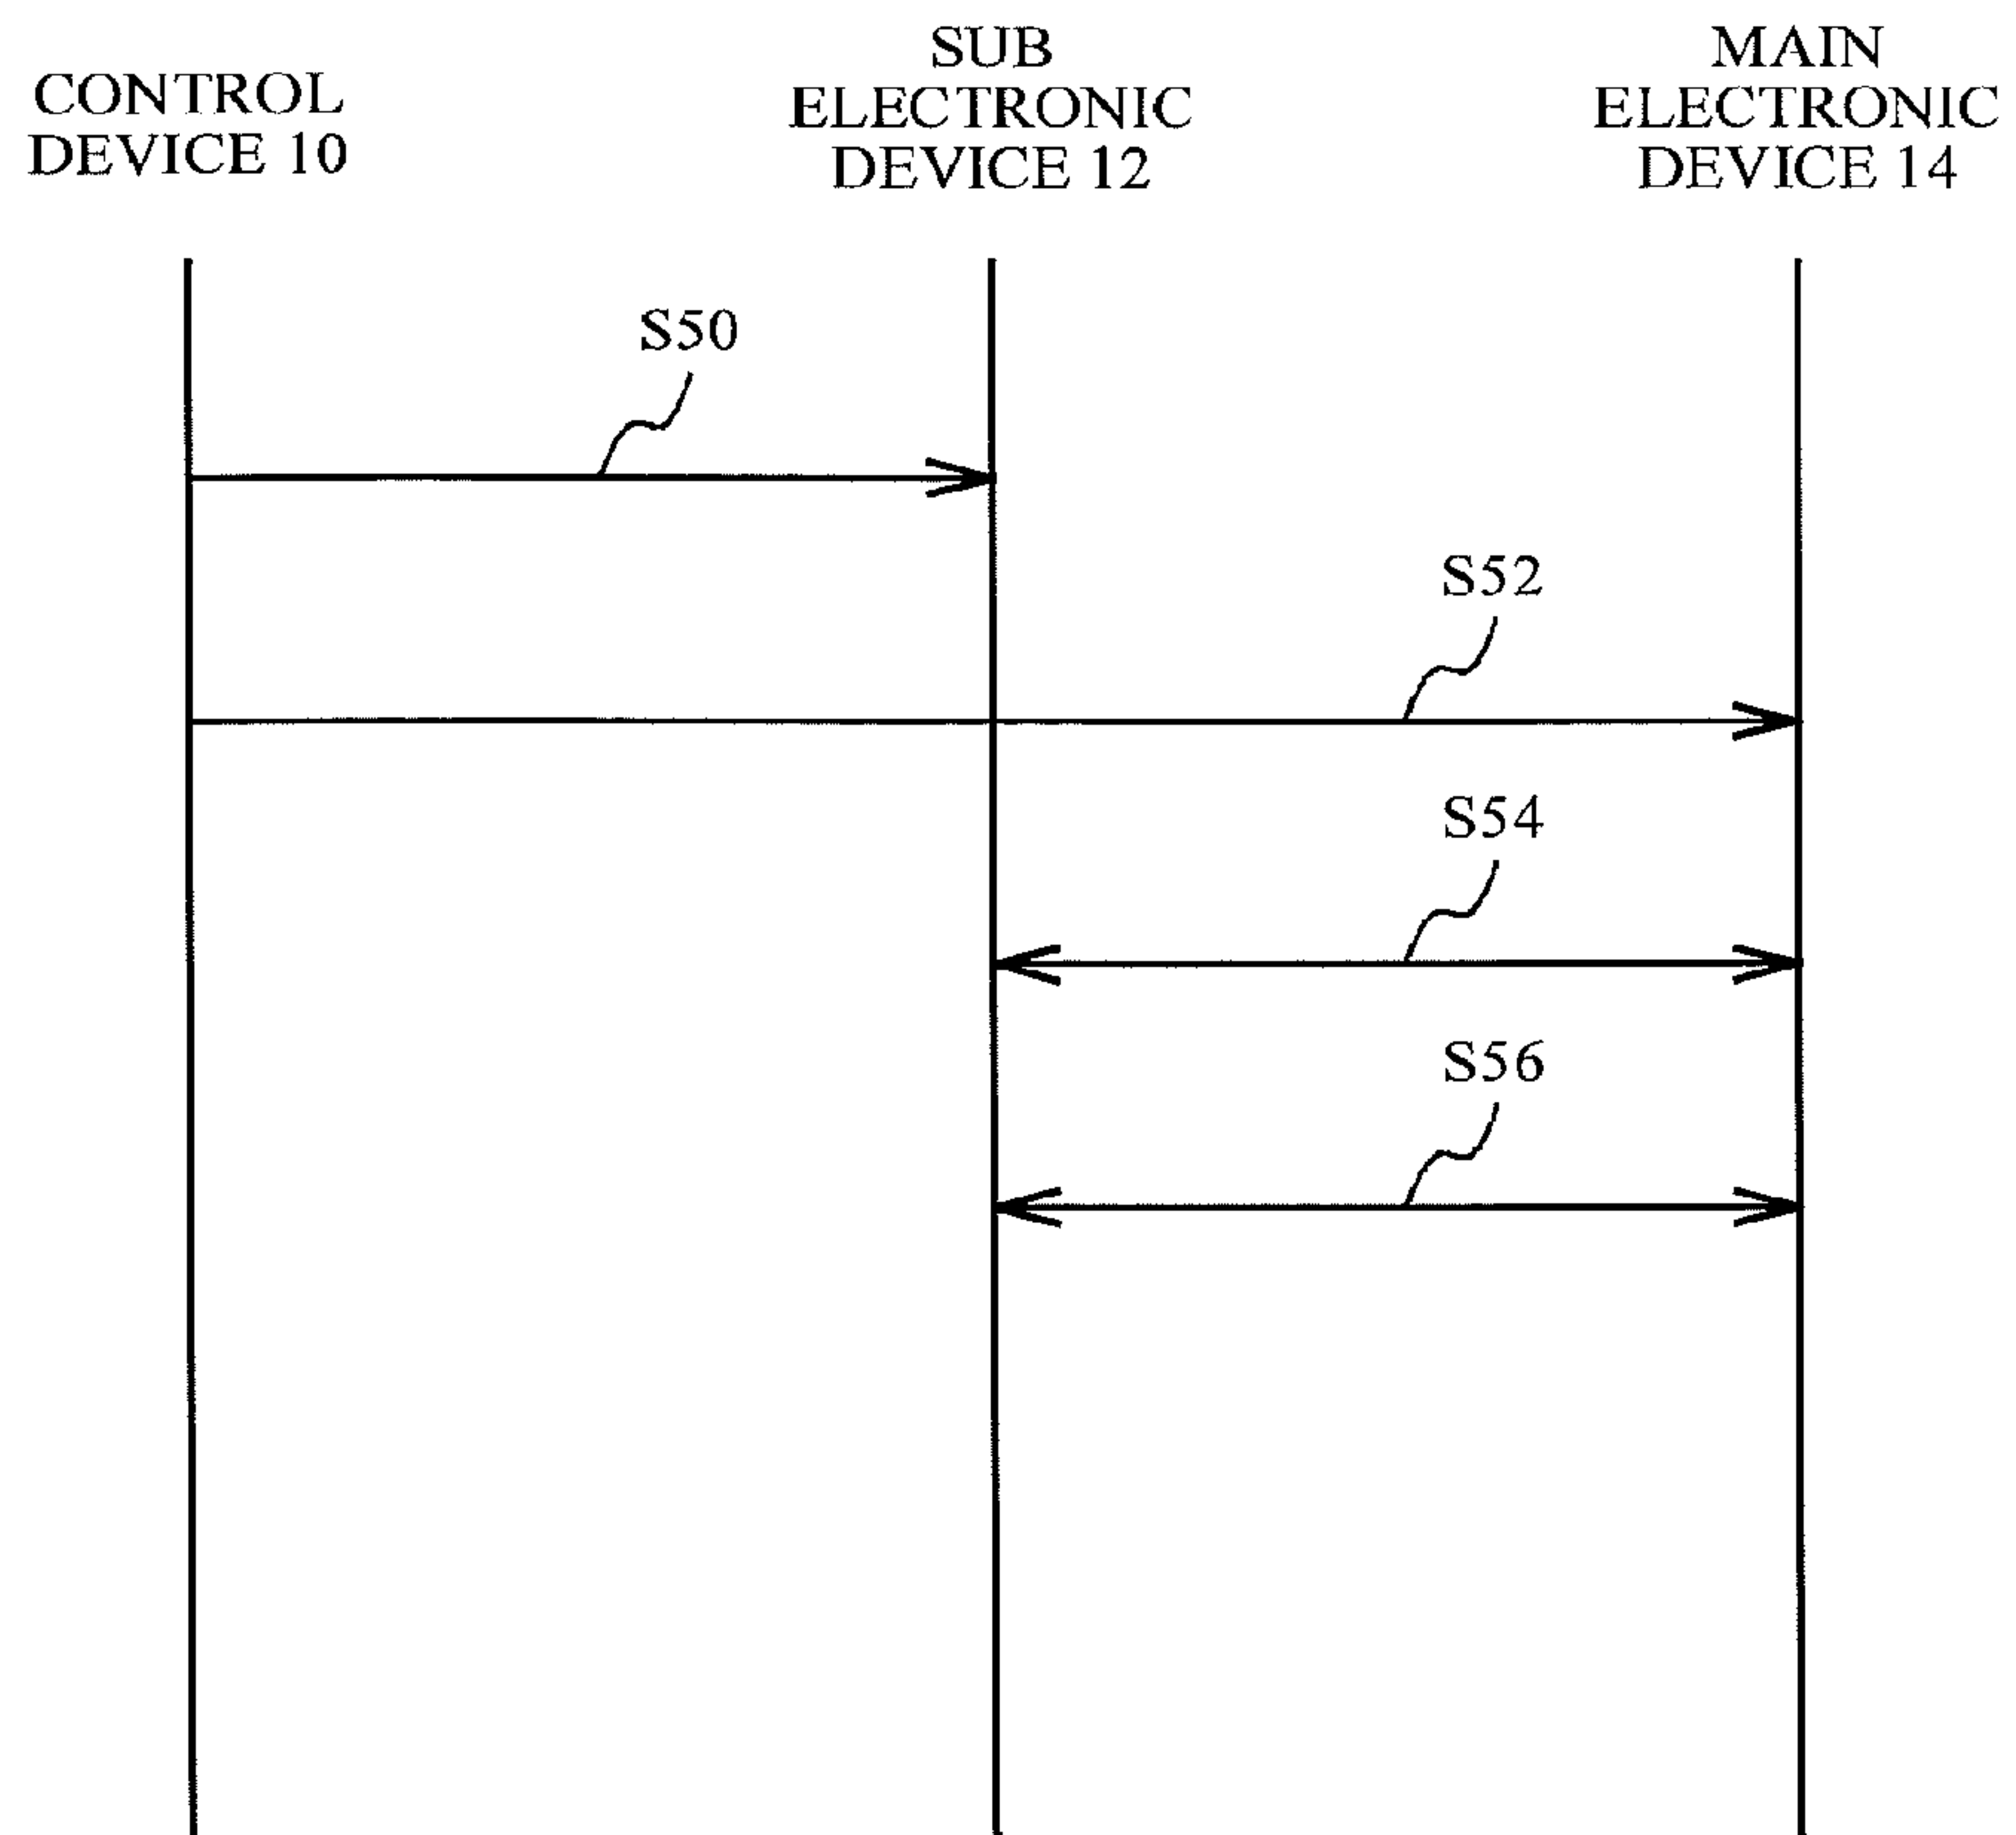 CONTROL
DEVICE 10
SUB
ELECTRONIC
DEVICE 12
MAIN
ELECTRONIC
DEVICE 14
S50
S52
S54
S56